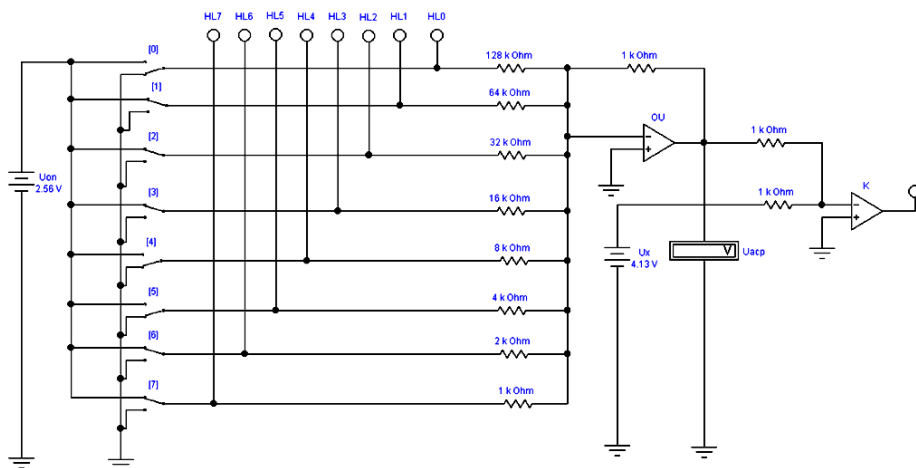 HL7 HL6 HL5 HL4 HL3 HL2 HL1 HL0
[0]
128 k Ohm
1 k Ohm
[1]
64 k Ohm
OU
[2]
32 k Ohm
1 k Ohm
Uon
2.56 V
[3]
16 k Ohm
1 k Ohm
K
[4]
8 k Ohm
Ux
4.13 V
V
Uacp
[5]
4 k Ohm
[6]
2 k Ohm
[7]
1 k Ohm